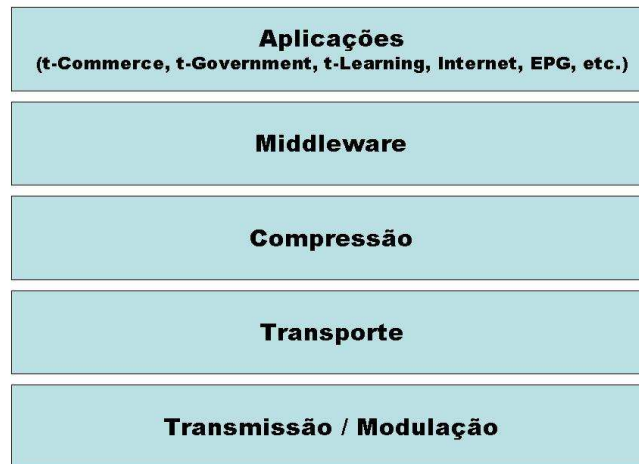 Aplicações
(t-Commerce, t-Government, t-Learning, Internet, EPG, etc.)
Middleware
Compressão
Transporte
Transmissão / Modulação